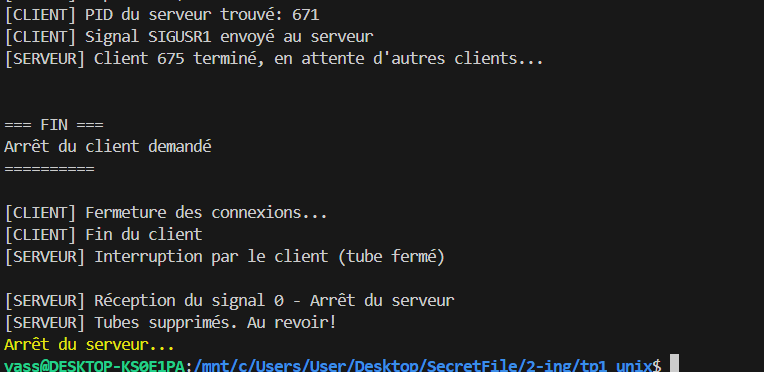 [CLIENT] PID du serveur trouvé: 671
[CLIENT] Signal SIGUSR1 envoyé au serveur
[SERVEUR] Client 675 terminé, en attente d'autres clients...
=== FIN ===
Arrêt du client demandé
==========
[CLIENT] Fermeture des connexions...
[CLIENT] Fin du client
[SERVEUR] Interruption par le client (tube fermé)
[SERVEUR] Réception du signal 0 - Arrêt du serveur
[SERVEUR] Tubes supprimés. Au revoir!
Arrêt du serveur...
yass@DESKTOP-KS0E1PA:/mnt/c/Users/User/Desktop/SecretFile/2-ing/tp1_unix$